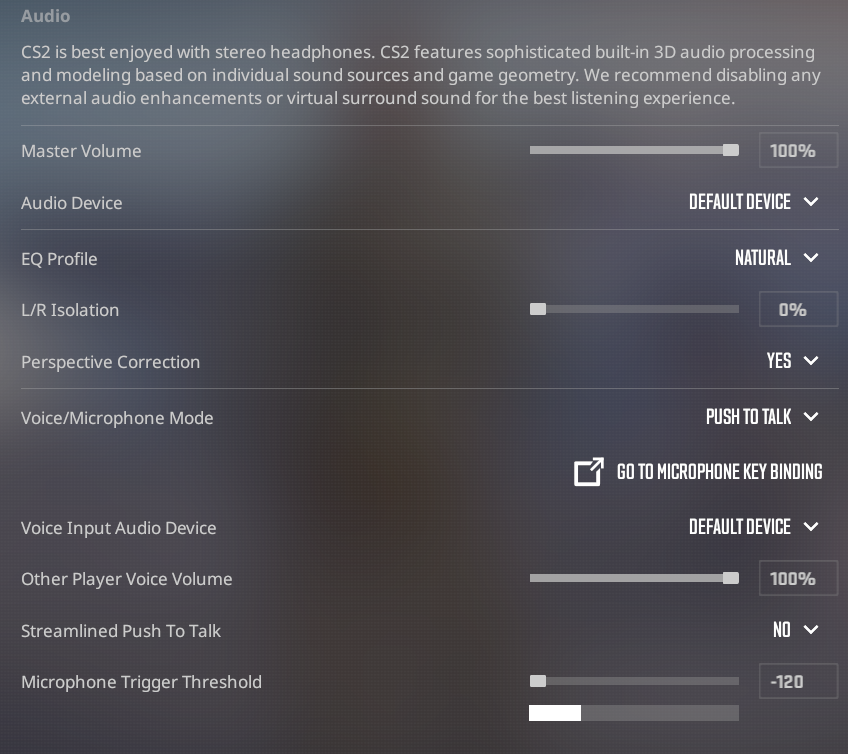 Audio
CS2 is best enjoyed with stereo headphones. CS2 features sophisticated built-in 3D audio processing
and modeling based on individual sound sources and game geometry. We recommend disabling any
external audio enhancements or virtual surround sound for the best listening experience.
Master Volume 100%
Audio Device DEFAULT DEVICE
EQ Profile NATURAL
L/R Isolation 0%
Perspective Correction YES
Voice/Microphone Mode PUSH TO TALK
GO TO MICROPHONE KEY BINDING
Voice Input Audio Device DEFAULT DEVICE
Other Player Voice Volume 100%
Streamlined Push To Talk NO
Microphone Trigger Threshold -120